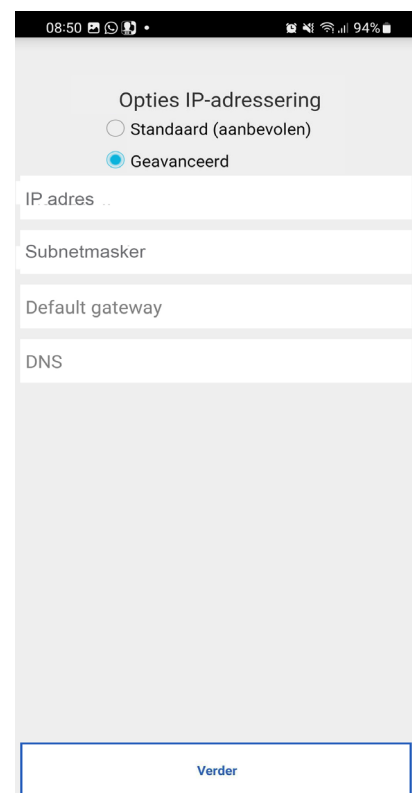 08:50 94%
Opties IP-adressering
Standaard (aanbevolen)
Geavanceerd
IP adres
Subnetmasker
Default gateway
DNS
Verder